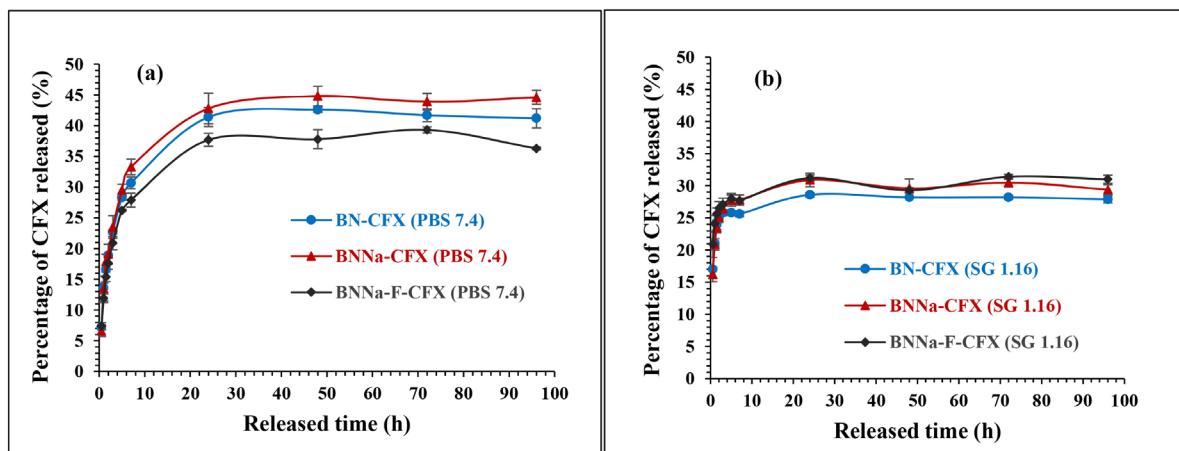 (a)
Percentage of CFX released (%)
50
45
40
35
30
25
20
15
10
5
0
BN-CFX (PBS 7.4)
BNNa-CFX (PBS 7.4)
BNNa-F-CFX (PBS 7.4)
0 10 20 30 40 50 60 70 80 90 100
Released time (h)
(b)
Percentage of CFX released (%)
50
45
40
35
30
25
20
15
10
5
0
BN-CFX (SG 1.16)
BNNa-CFX (SG 1.16)
BNNa-F-CFX (SG 1.16)
0 10 20 30 40 50 60 70 80 90 100
Released time (h)